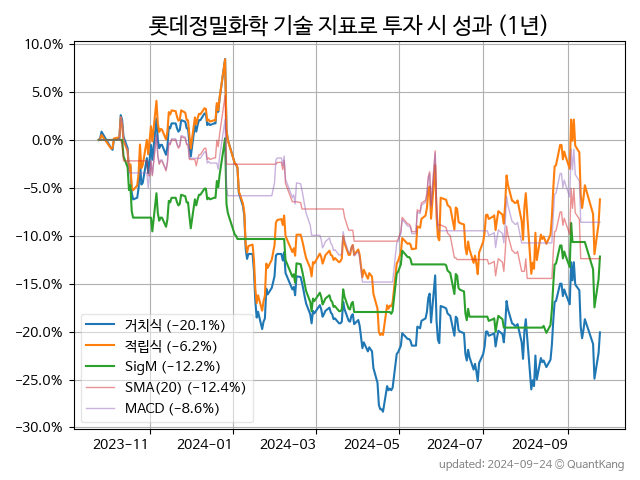 롯데정밀화학 기술 지표로 투자 시 성과 (1년)
10.0%
5.0%
0.0%
−5.0%
−10.0%
−15.0%
−20.0%
−25.0%
−30.0%
거치식 (−20.1%)
적립식 (−6.2%)
SigM (−12.2%)
SMA(20) (−12.4%)
MACD (−8.6%)
2023−11 2024−01 2024−03 2024−05 2024−07 2024−09
updated: 2024-09-24 © QuantKang